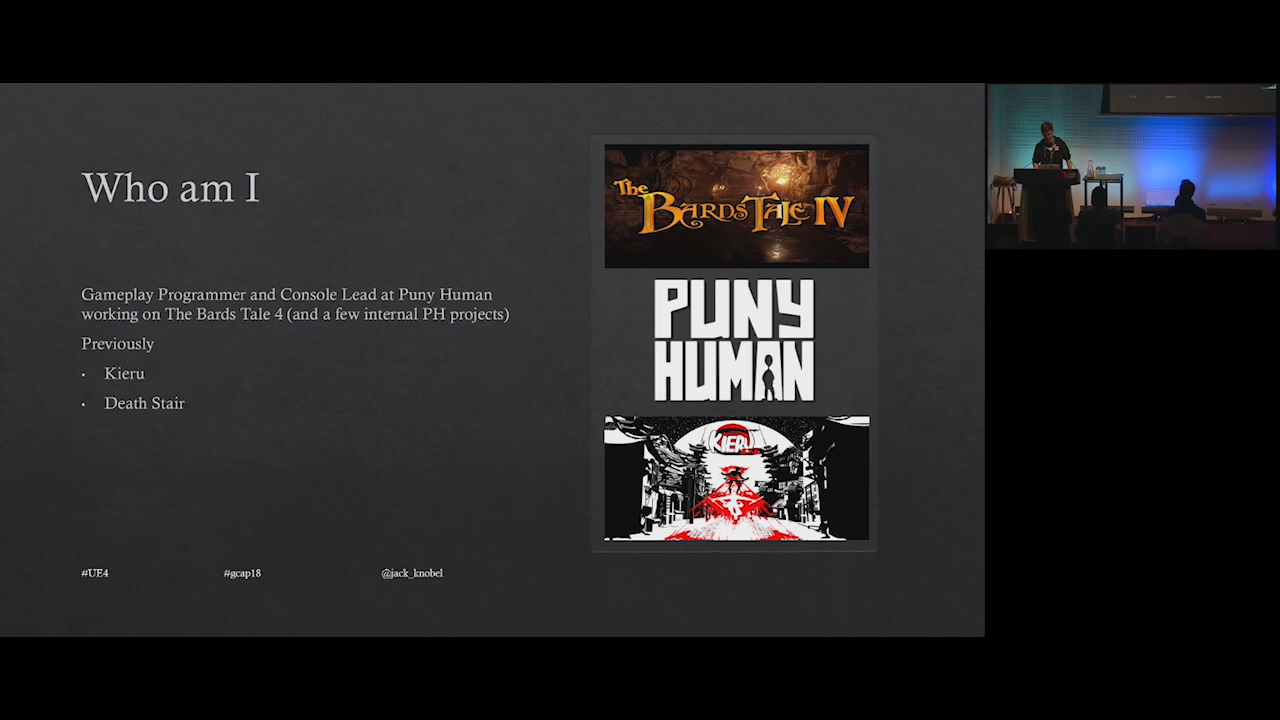 Who am I
Gameplay Programmer and Console Lead at Puny Human
working on The Bards Tale 4 (and a few internal PH projects)
Previously
• Kieru
• Death Stair
#UE4 #gcap18 @jack_knobel
The
BARDS TALE IV
PUNY
HUMAN
KIERU